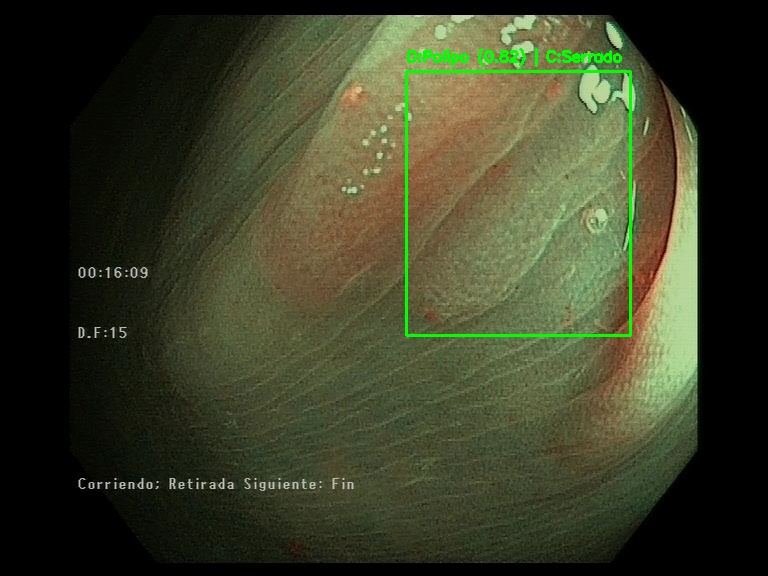 D:Polipo (0.82) | C:Serrado
00:16:09
D.F:15
Corriendo; Retirada Siguiente: Fin